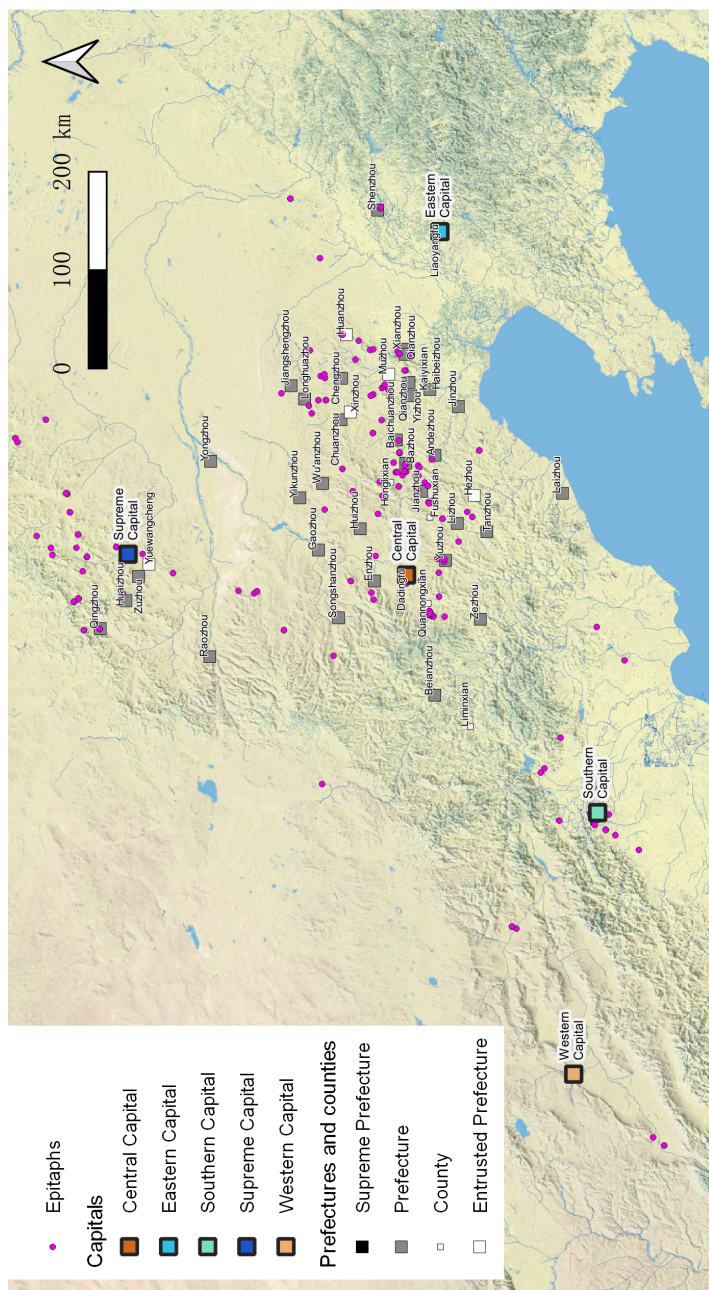 Epitaphs
Capitals
Central Capital
Eastern Capital
Southern Capital
Supreme Capital
Western Capital
Prefectures and counties
Supreme Prefecture
Prefecture
County
Entrusted Prefecture
0
100
200 km
Qingzhou
Huaizhou
Zuzhou
Supreme
Capital
Yuewangcheng
Raozhou
Yongzhou
Jiangshengzhou
Longhuazhou
Yikunzhou
Wu'anzhou
Gaozhou
Songshanzhou
Chengzhou
Huanzhou
Chuanzhou
Xinzhou
Huizhou
Enzhou
Shenzhou
Muzhou
Xianzhou
Qianzhou
Baichuanzhou
Qianzhou
Yizhou
Kaiyixian
Haibeizhou
Honglixian
Bazhou
Jianzhou
Andezhou
Fushuxian
Central
Capital
Dadingfu
Quannongxian
Yuzhou
Lizhou
Hezhou
Jinzhou
Tanzhou
Zezhou
Beianzhou
Liminxian
Laizhou
Liaoyangfu
Eastern
Capital
Southern
Capital
Western
Capital